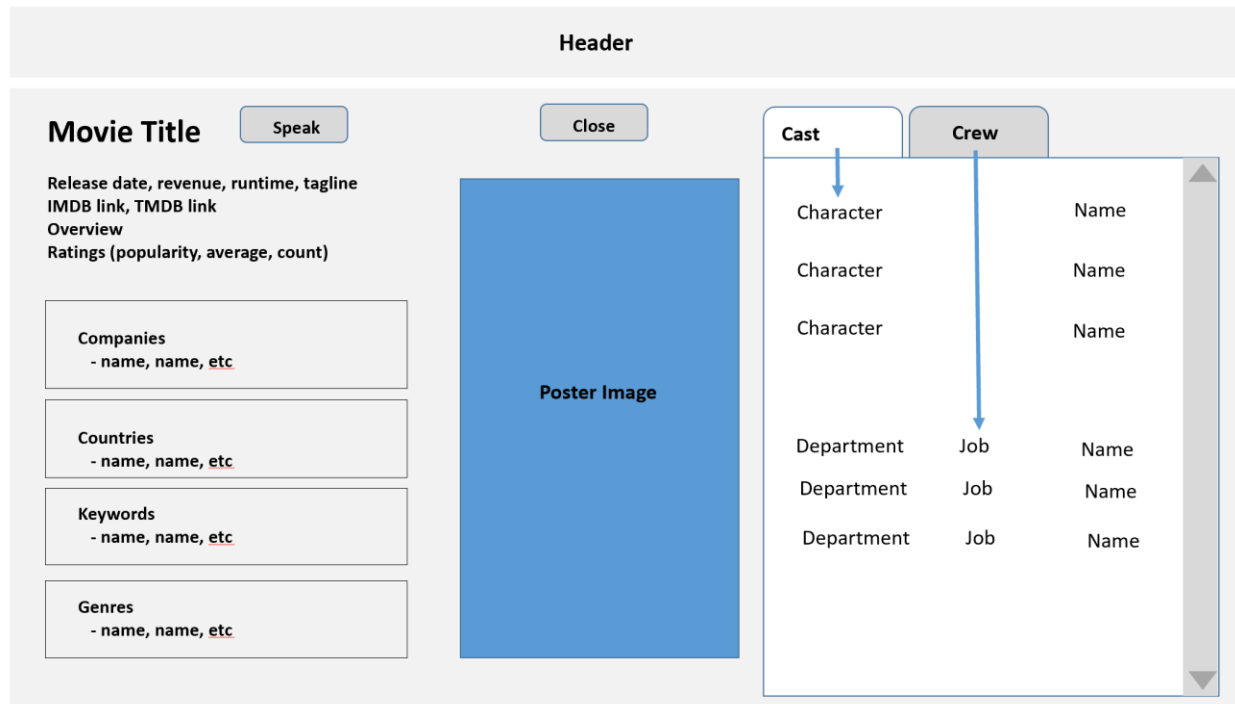 Header
Movie Title
Speak
Close
Cast
Crew
Release date, revenue, runtime, tagline
IMDB link, TMDB link
Overview
Ratings (popularity, average, count)
Companies
- name, name, etc
Countries
- name, name, etc
Keywords
- name, name, etc
Genres
- name, name, etc
Poster Image
Character Name
Character Name
Character Name
Department Job Name
Department Job Name
Department Job Name